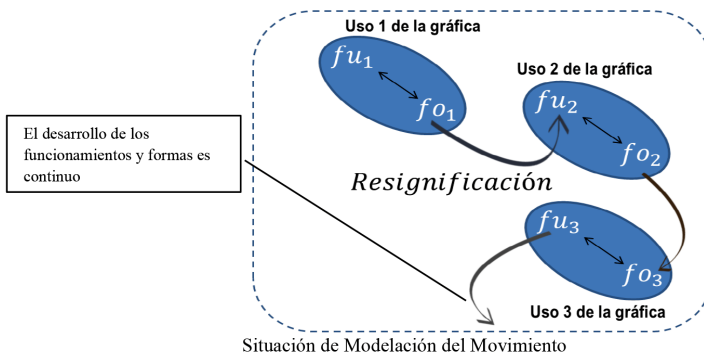 Uso 1 de la gráfica
fu₁
fo₁
Uso 2 de la gráfica
fu₂
fo₂
El desarrollo de los
funcionamientos y formas es
continuo
Resignificación
fu₃
fo₃
Uso 3 de la gráfica
Situación de Modelación del Movimiento